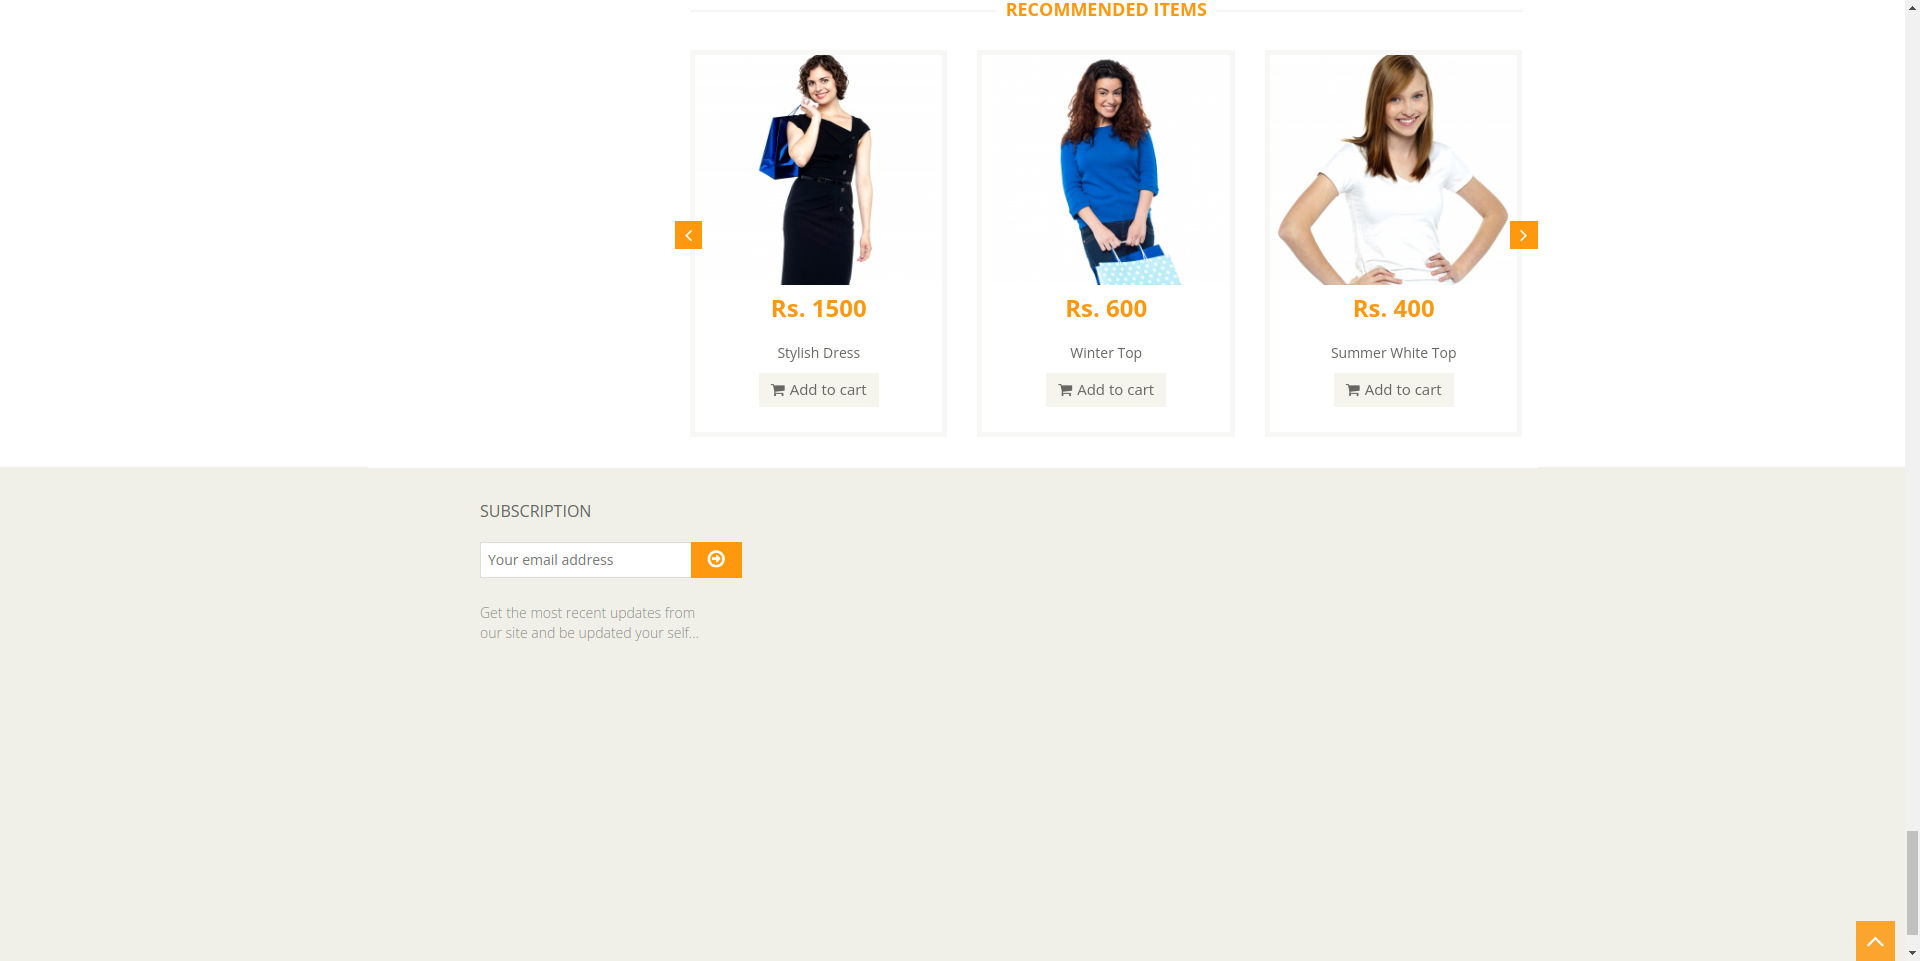 RECOMMENDED ITEMS
Rs. 1500
Rs. 600
Rs. 400
Stylish Dress
Winter Top
Summer White Top
Add to cart
Add to cart
Add to cart
SUBSCRIPTION
Your email address
Get the most recent updates from
our site and be updated your self...